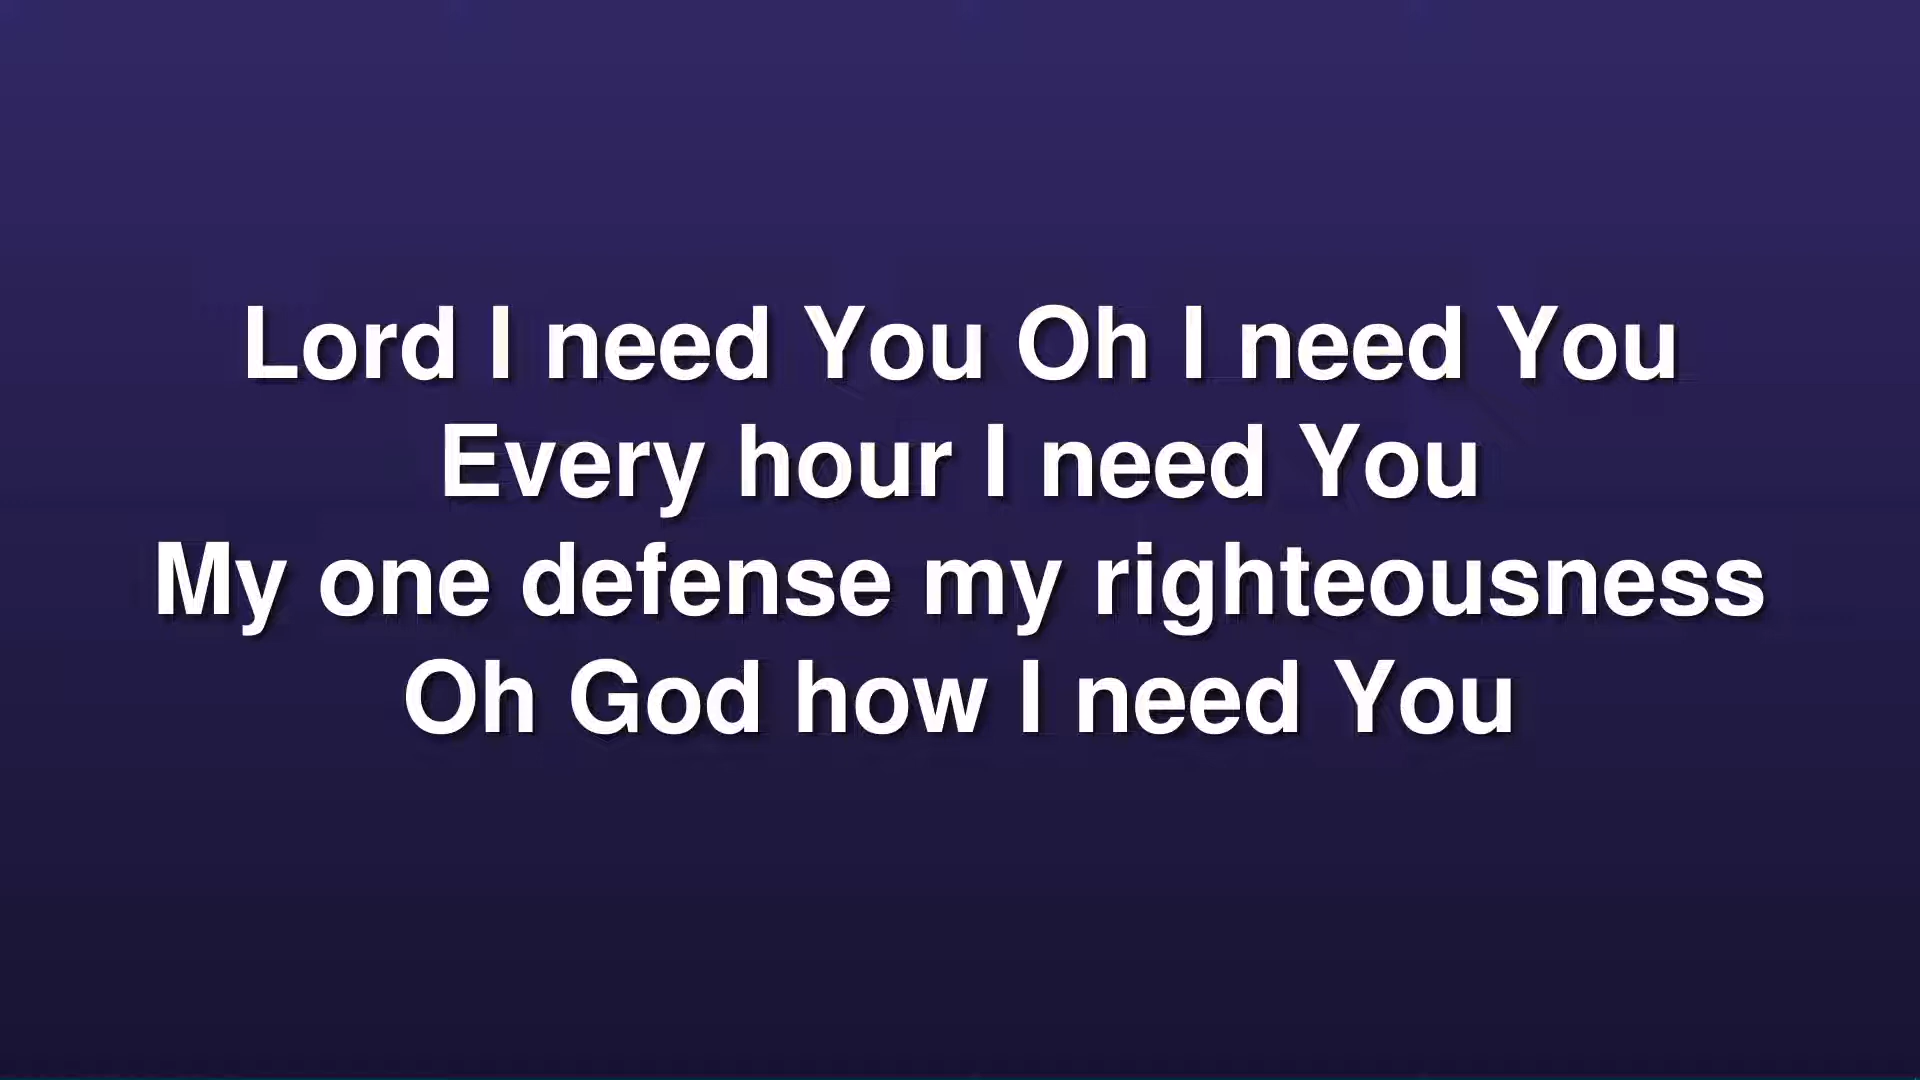 Lord I need You Oh I need You
Every hour I need You
My one defense my righteousness
Oh God how I need You